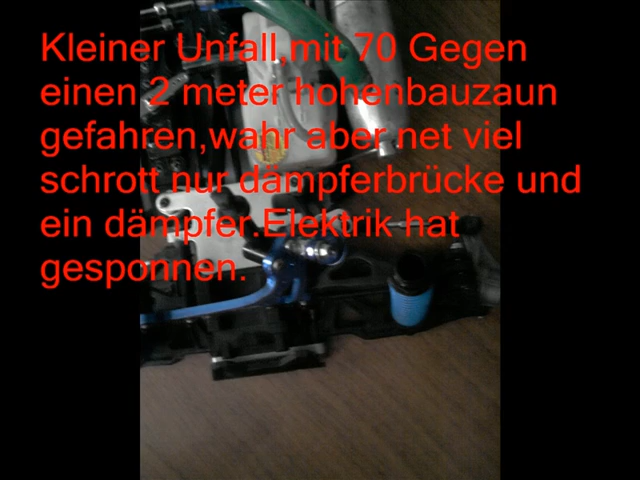 Kleiner Unfall,mit 70 Gegen
einen 2 meter hohenbauzaun
gefahren,wahr aber net viel
schrott nur dämpferbrücke und
ein dämpfer.Elektrik hat
gesponnen.